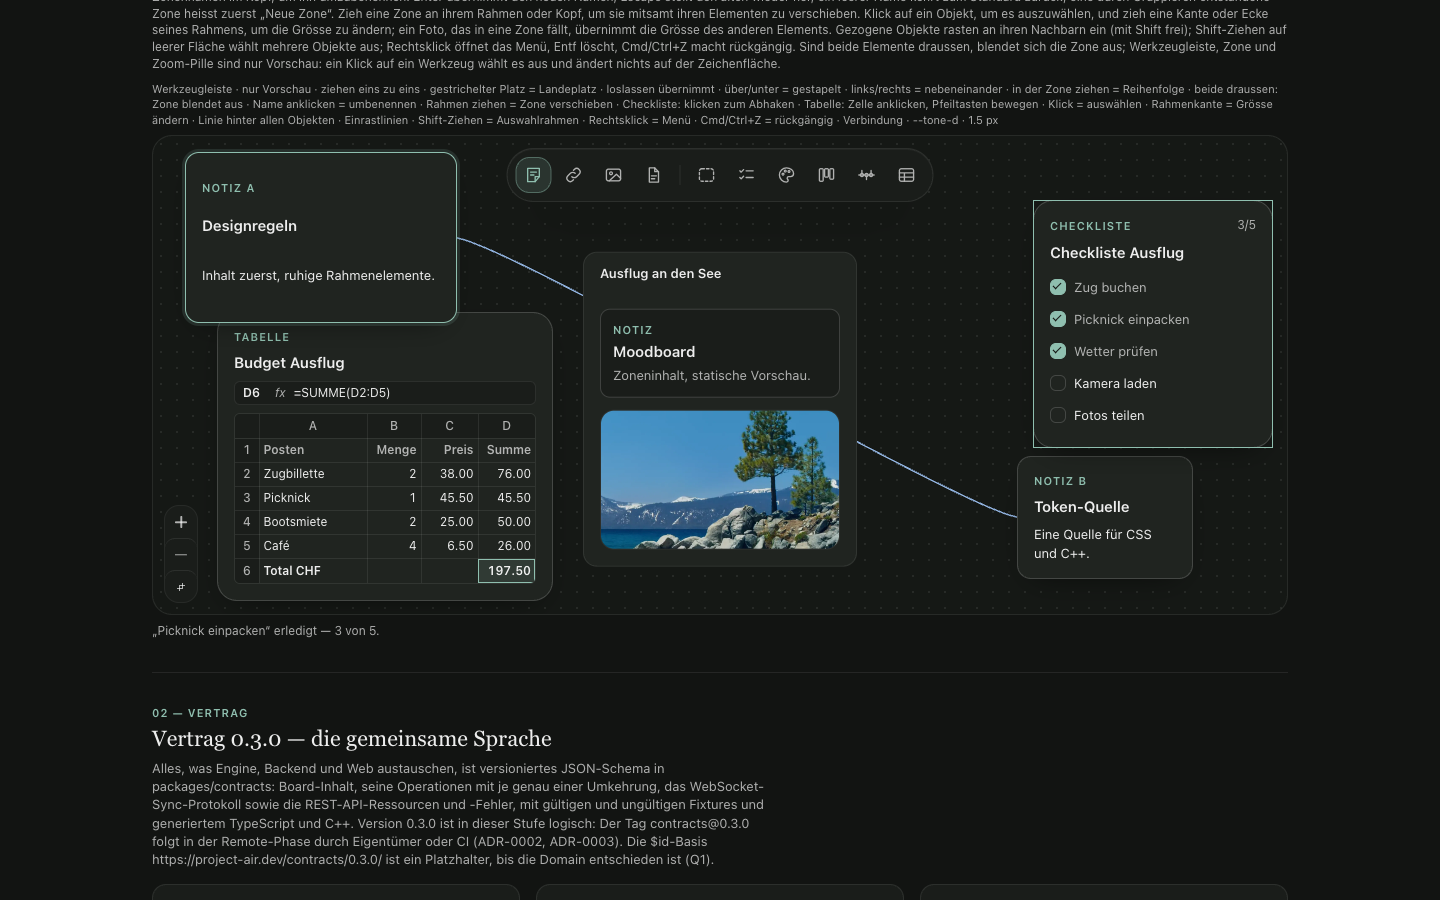 Zone heisst zuerst „Neue Zone“. Zieh eine Zone an ihrem Rahmen oder Kopf, um sie mitsamt ihren Elementen zu verschieben. Klick auf ein Objekt, um es auszuwählen, und zieh eine Kante oder Ecke
seines Rahmens, um die Grösse zu ändern; ein Foto, das in eine Zone fällt, übernimmt die Grösse des anderen Elements. Gezogene Objekte rasten an ihren Nachbarn ein (mit Shift frei); Shift-Ziehen auf
leerer Fläche wählt mehrere Objekte aus; Rechtsklick öffnet das Menü, Entf löscht, Cmd/Ctrl+Z macht rückgängig. Sind beide Elemente draussen, blendet sich die Zone aus; Werkzeugleiste, Zone und
Zoom-Pille sind nur Vorschau: ein Klick auf ein Werkzeug wählt es aus und ändert nichts auf der Zeichenfläche.
Werkzeugleiste · nur Vorschau · ziehen eins zu eins · gestrichelter Platz = Landeplatz · loslassen übernimmt · über/unter = gestapelt · links/rechts = nebeneinander · in der Zone ziehen = Reihenfolge · beide draussen:
Zone blendet aus · Name anklicken = umbenennen · Rahmen ziehen = Zone verschieben · Checkliste: klicken zum Abhaken · Tabelle: Zelle anklicken, Pfeiltasten bewegen · Klick = auswählen · Rahmenkante = Grösse
ändern · Linie hinter allen Objekten · Einrastlinien · Shift-Ziehen = Auswahlrahmen · Rechtsklick = Menü · Cmd/Ctrl+Z = rückgängig · Verbindung · --tone-d · 1.5 px
NOTIZ A
Designregeln
Inhalt zuerst, ruhige Rahmenelemente.
TABELLE
Budget Ausflug
D6 fx =SUMME(D2:D5)
A B C D
1 Posten Menge Preis Summe
2 Zugbillette 2 38.00 76.00
3 Picknick 1 45.50 45.50
4 Bootsmiete 2 25.00 50.00
5 Café 4 6.50 26.00
6 Total CHF 197.50
Ausflug an den See
NOTIZ
Moodboard
Zoneninhalt, statische Vorschau.
CHECKLISTE 3/5
Checkliste Ausflug
Zug buchen
Picknick einpacken
Wetter prüfen
Kamera laden
Fotos teilen
NOTIZ B
Token-Quelle
Eine Quelle für CSS
und C++.
„Picknick einpacken“ erledigt — 3 von 5.
02 — VERTRAG
Vertrag 0.3.0 — die gemeinsame Sprache
Alles, was Engine, Backend und Web austauschen, ist versioniertes JSON-Schema in
packages/contracts: Board-Inhalt, seine Operationen mit je genau einer Umkehrung, das WebSocket-
Sync-Protokoll sowie die REST-API-Ressourcen und -Fehler, mit gültigen und ungültigen Fixtures und
generiertem TypeScript und C++. Version 0.3.0 ist in dieser Stufe logisch: Der Tag contracts@0.3.0
folgt in der Remote-Phase durch Eigentümer oder CI (ADR-0002, ADR-0003). Die $id-Basis
https://project-air.dev/contracts/0.3.0/ ist ein Platzhalter, bis die Domain entschieden ist (Q1).